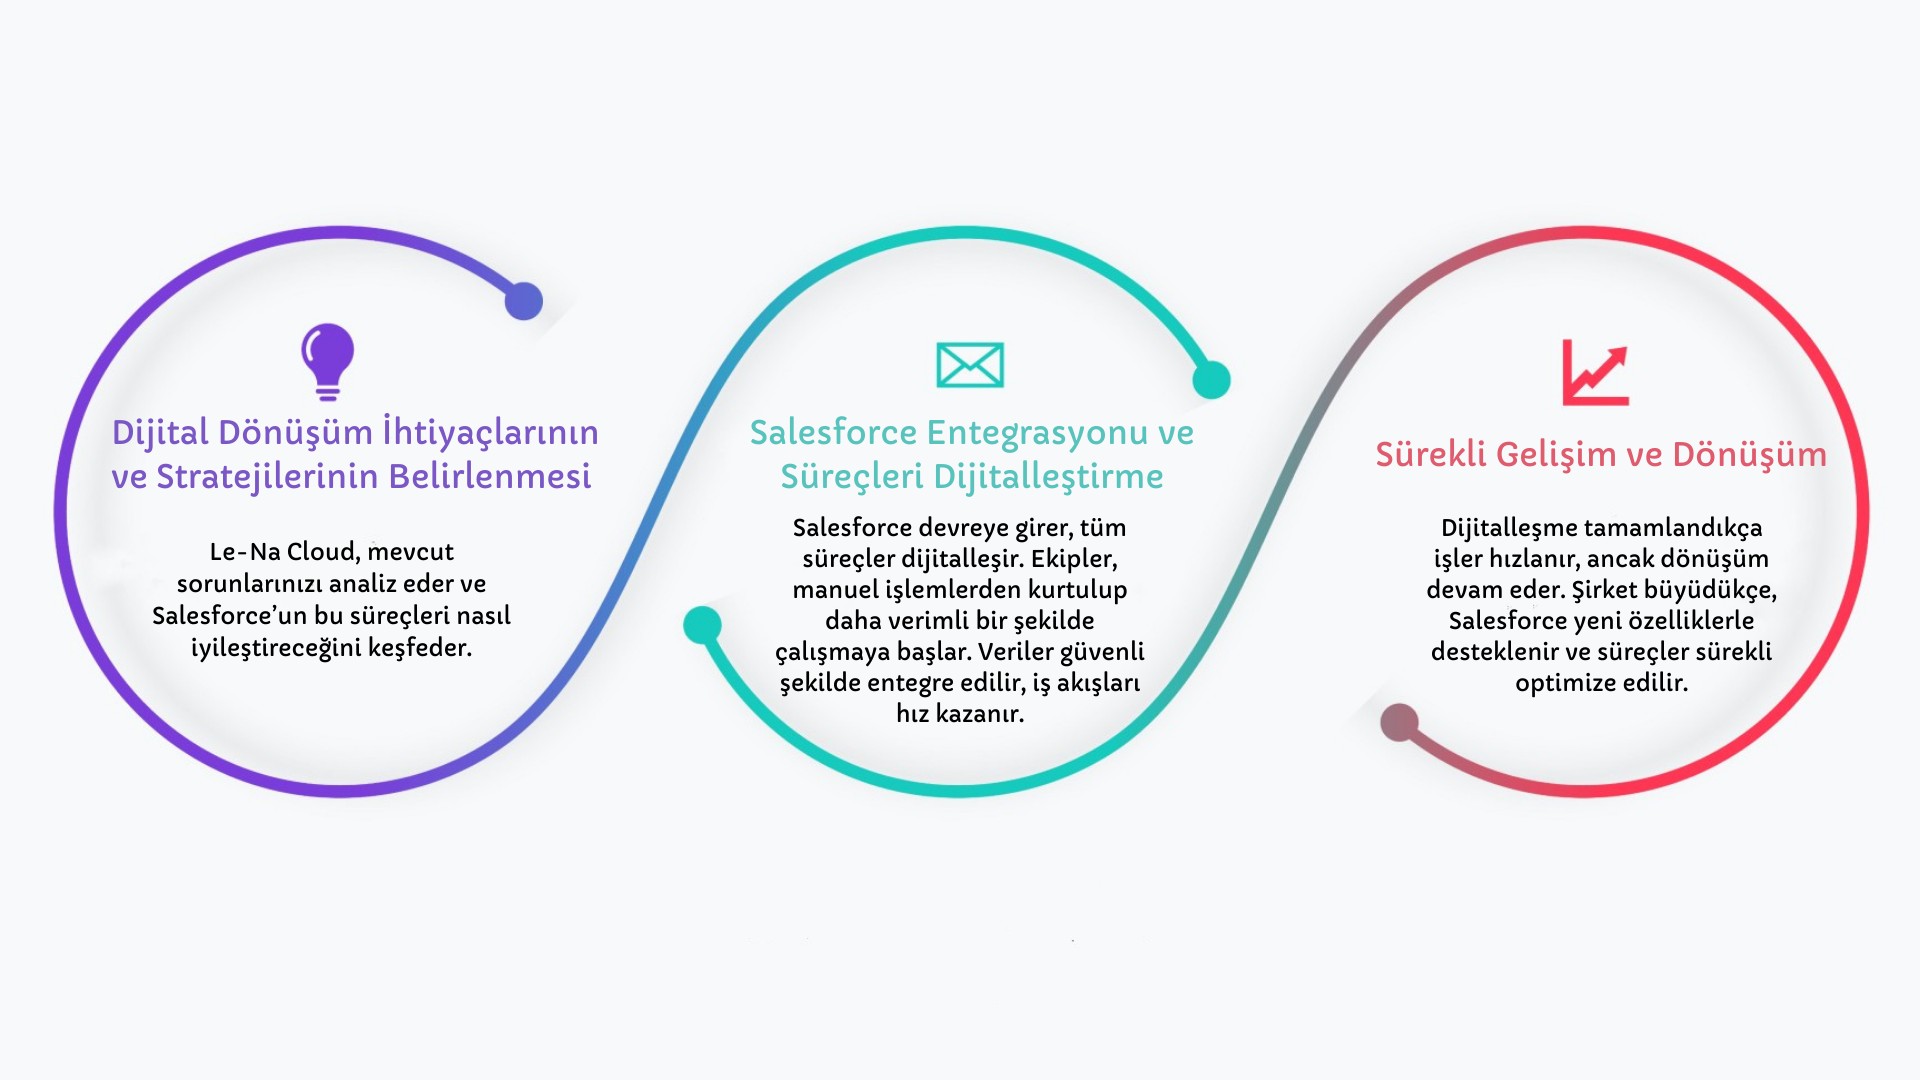 Dijital Dönüşüm İhtiyaçlarının
ve Stratejilerinin Belirlenmesi
Le-Na Cloud, mevcut
sorunlarınızı analiz eder ve
Salesforce’un bu süreçleri nasıl
iyileştireceğini keşfeder.
Salesforce Entegrasyonu ve
Süreçleri Dijitalleştirme
Salesforce devreye girer, tüm
süreçler dijitalleşir. Ekipler,
manuel işlemlerden kurtulup
daha verimli bir şekilde
çalışmaya başlar. Veriler güvenli
şekilde entegre edilir, iş akışları
hız kazanır.
Sürekli Gelişim ve Dönüşüm
Dijitalleşme tamamlandıkça
işler hızlanır, ancak dönüşüm
devam eder. Şirket büyüdükçe,
Salesforce yeni özelliklerle
desteklenir ve süreçler sürekli
optimize edilir.